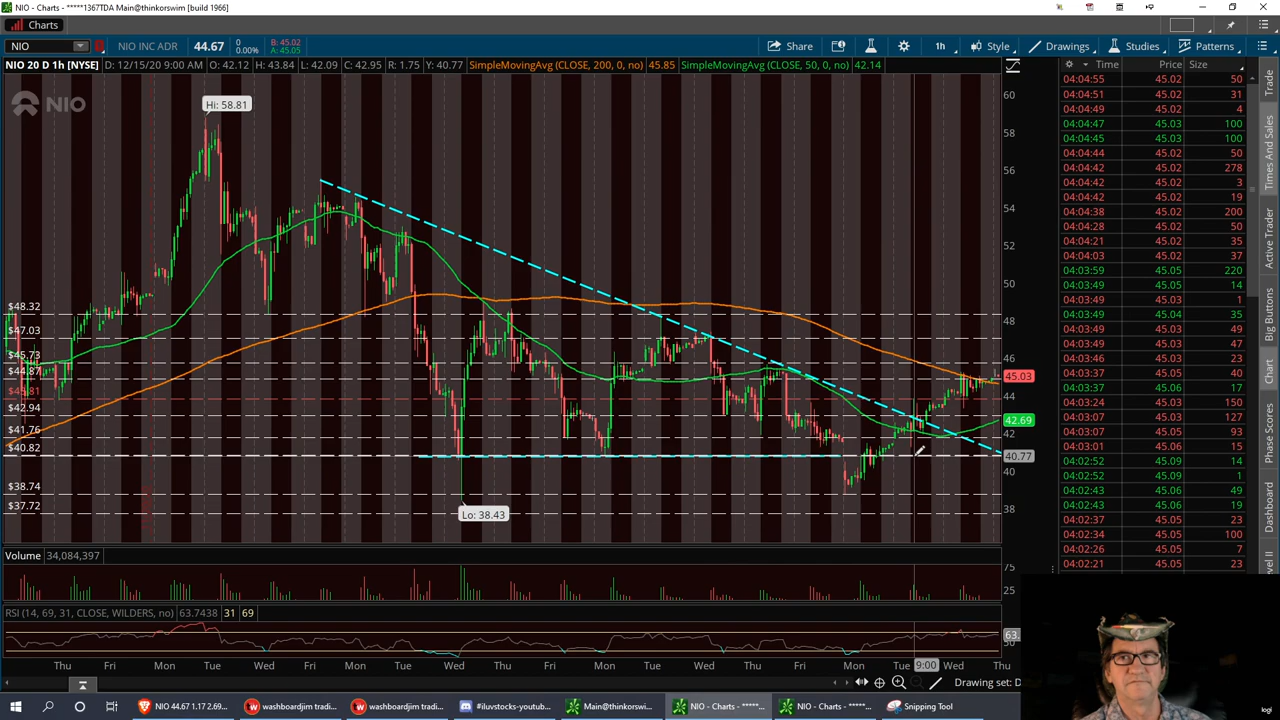 NIO - Charts - *****1367TDA Main@thinkorswim [build 1966]
Charts
NIO NIO INC ADR 44.67 0 0.00% B: 45.02 A: 45.05 Share 1h Style Drawings Studies Patterns
NIO 20 D 1h [NYSE] D: 12/15/20 9:00 AM O: 42.12 H: 43.84 L: 42.09 C: 42.95 R: 1.75 Y: 40.77 SimpleMovingAvg (CLOSE, 200, 0, no) 45.85 SimpleMovingAvg (CLOSE, 50, 0, no) 42.14
NIO
Hi: 58.81
Lo: 38.43
$48.32
$47.03
$45.73
$44.87
$42.94
$41.76
$40.82
$38.74
$37.72
60
58
56
54
52
50
48
46
45.03
44
42.69
42
40.77
40
38
Volume 34,084,397
75
25
RSI (14, 69, 31, CLOSE, WILDERS, no) 63.7438 31 69
63
Thu Fri Mon Tue Wed Fri Mon Tue Wed Thu Fri Mon Tue Wed Thu Fri Mon Tue 9:00 Wed Thu
Drawing set: D
Time Price Size
04:04:55 45.02 50
04:04:51 45.02 31
04:04:49 45.02 4
04:04:47 45.03 100
04:04:45 45.03 100
04:04:44 45.02 50
04:04:42 45.02 278
04:04:42 45.02 3
04:04:42 45.02 19
04:04:38 45.02 200
04:04:28 45.02 50
04:04:21 45.02 35
04:04:03 45.02 37
04:03:59 45.05 220
04:03:49 45.05 14
04:03:49 45.03 1
04:03:49 45.04 35
04:03:49 45.03 49
04:03:46 45.03 23
04:03:37 45.05 40
04:03:37 45.06 17
04:03:24 45.03 150
04:03:07 45.03 127
04:03:07 45.05 93
04:03:01 45.06 15
04:02:52 45.09 14
04:02:52 45.09 1
04:02:43 45.06 49
04:02:43 45.06 19
04:02:37 45.05 23
04:02:34 45.05 100
04:02:26 45.05 7
04:02:21 45.05 23
Trade
Times And Sales
Active Trader
Big Buttons
Chart
Phase Scores
Dashboard
Level II
logi
NIO 44.67 1.17 2.69... washboardjim tradi... washboardjim tradi... #iluvstocks-youtub... Main@thinkorswim... NIO - Charts - *****... NIO - Charts - *****... Snipping Tool